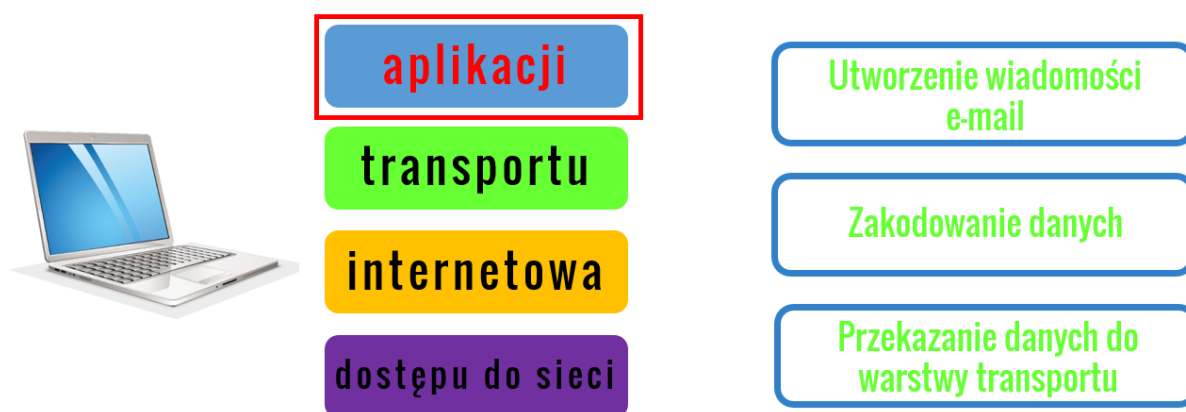 aplikacji
transportu
internetowa
dostępu do sieci
Utworzenie wiadomości
e-mail
Zakodowanie danych
Przekazanie danych do
warstwy transportu